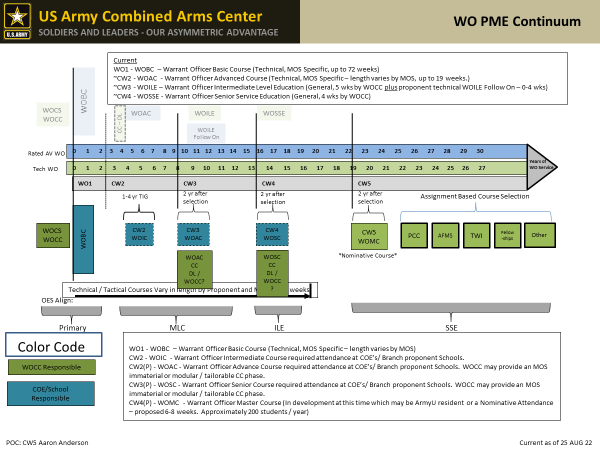 US Army Combined Arms Center
SOLDIERS AND LEADERS - OUR ASYMMETRIC ADVANTAGE
U.S.ARMY
WO PME Continuum
Current
WO1 - WOBC – Warrant Officer Basic Course (Technical, MOS Specific, up to 72 weeks)
~CW2 - WOAC - Warrant Officer Advanced Course (Technical, MOS Specific – length varies by MOS, up to 19 weeks.)
~CW3 - WOILE - Warrant Officer Intermediate Level Education (General, 5 wks by WOCC plus proponent technical WOILE Follow On – 0-4 wks)
~CW4 - WOSSE - Warrant Officer Senior Service Education (General, 4 wks by WOCC)
WOCS
WOCC
WOBC
CC – DL
WOAC
WOILE
WOILE
Follow On
WOSSE
Rated AV WO
0 1 2 3 4 5 6 7 8 9 10 11 12 13 14 15 16 17 18 19 20 21 22 23 24 25 26 27 28 29 30
Tech WO
0 1 2 3 4 5 6 7 8 9 10 11 12 13 14 15 16 17 18 19 20 21 22 23 24 25 26 27
Years of
WO Service
WO1
CW2
CW3
CW4
CW5
1-4 yr TIG
2 yr after
selection
2 yr after
selection
2 yr after
selection
Assignment Based Course Selection
WOCS
WOCC
WOBC
CW2
WOIC
CW3
WOAC
CW4
WOSC
CW5
WOMC
PCC
AFMS
TWI
Fellow
-ships
Other
WOAC
CC
DL /
WOCC?
WOSC
CC
DL /
WOCC
?
*Nominative Course*
Technical / Tactical Courses Vary in length by Proponent and weeks
OES Align:
Primary
MLC
ILE
SSE
Color Code
WOCC Responsible
COE/School
Responsible
WO1 - WOBC – Warrant Officer Basic Course (Technical, MOS Specific – length varies by MOS)
CW2 - WOIC - Warrant Officer Intermediate Course required attendance at COE's/ Branch proponent Schools.
CW2(P) - WOAC - Warrant Officer Advance Course required attendance at COE's/ Branch proponent Schools. WOCC may provide an MOS
immaterial or modular / tailorable CC phase.
CW3(P) - WOSC - Warrant Officer Senior Course required attendance at COE's/ Branch proponent Schools. WOCC may provide an MOS
immaterial or modular / tailorable CC phase.
CW4(P) - WOMC - Warrant Officer Master Course (In development at this time which may be ArmyU resident or a Nominative Attendance
– proposed 6-8 weeks. Approximately 200 students / year)
POC: CW5 Aaron Anderson
Current as of 25 AUG 22